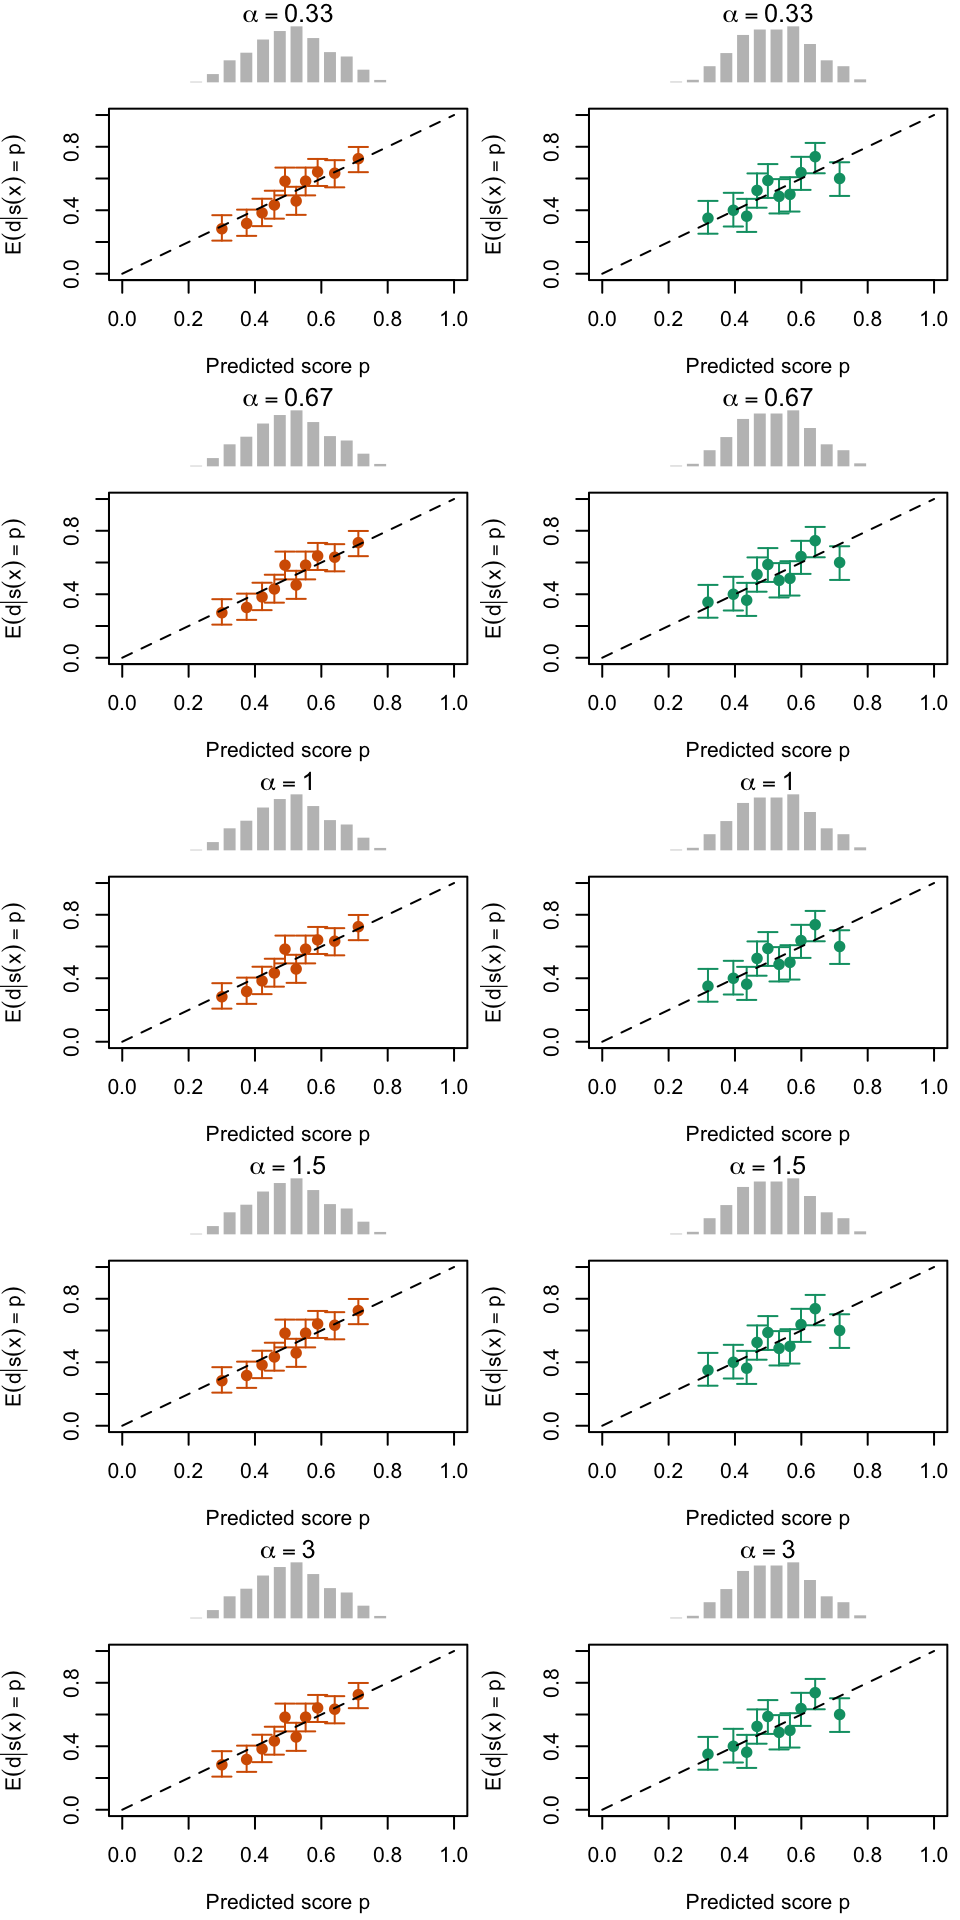 α = 0.33
α = 0.33
E(d|s(x) = p)
0.0 0.4 0.8
E(d|s(x) = p)
0.0 0.4 0.8
0.0 0.2 0.4 0.6 0.8 1.0
0.0 0.2 0.4 0.6 0.8 1.0
Predicted score p
Predicted score p
α = 0.67
α = 0.67
E(d|s(x) = p)
0.0 0.4 0.8
E(d|s(x) = p)
0.0 0.4 0.8
0.0 0.2 0.4 0.6 0.8 1.0
0.0 0.2 0.4 0.6 0.8 1.0
Predicted score p
Predicted score p
α = 1
α = 1
E(d|s(x) = p)
0.0 0.4 0.8
E(d|s(x) = p)
0.0 0.4 0.8
0.0 0.2 0.4 0.6 0.8 1.0
0.0 0.2 0.4 0.6 0.8 1.0
Predicted score p
Predicted score p
α = 1.5
α = 1.5
E(d|s(x) = p)
0.0 0.4 0.8
E(d|s(x) = p)
0.0 0.4 0.8
0.0 0.2 0.4 0.6 0.8 1.0
0.0 0.2 0.4 0.6 0.8 1.0
Predicted score p
Predicted score p
α = 3
α = 3
E(d|s(x) = p)
0.0 0.4 0.8
E(d|s(x) = p)
0.0 0.4 0.8
0.0 0.2 0.4 0.6 0.8 1.0
0.0 0.2 0.4 0.6 0.8 1.0
Predicted score p
Predicted score p